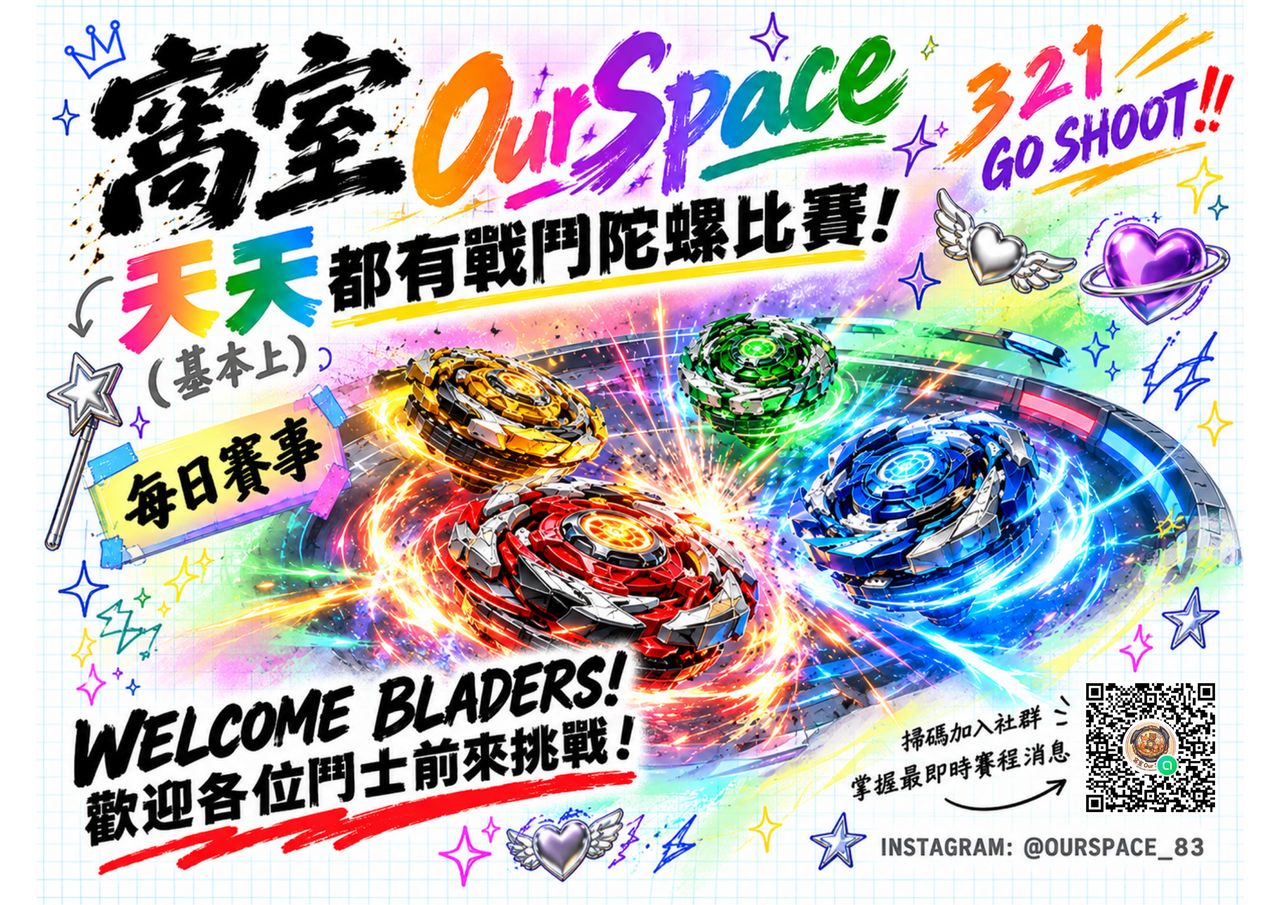 窩室 OurSpace
321
GO SHOOT!!
天天都有戰鬥陀螺比賽!
(基本上)
每日賽事
WELCOME BLADERS!
歡迎各位鬥士前來挑戰!
掃碼加入社群
掌握最即時賽程消息
INSTAGRAM: @OURSPACE_83